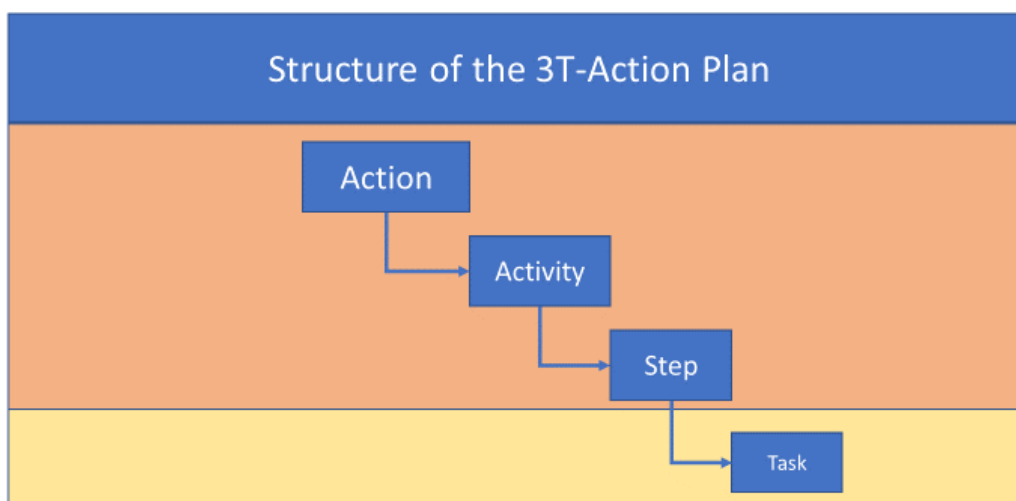 Structure of the 3T-Action Plan
Action
Activity
Step
Task